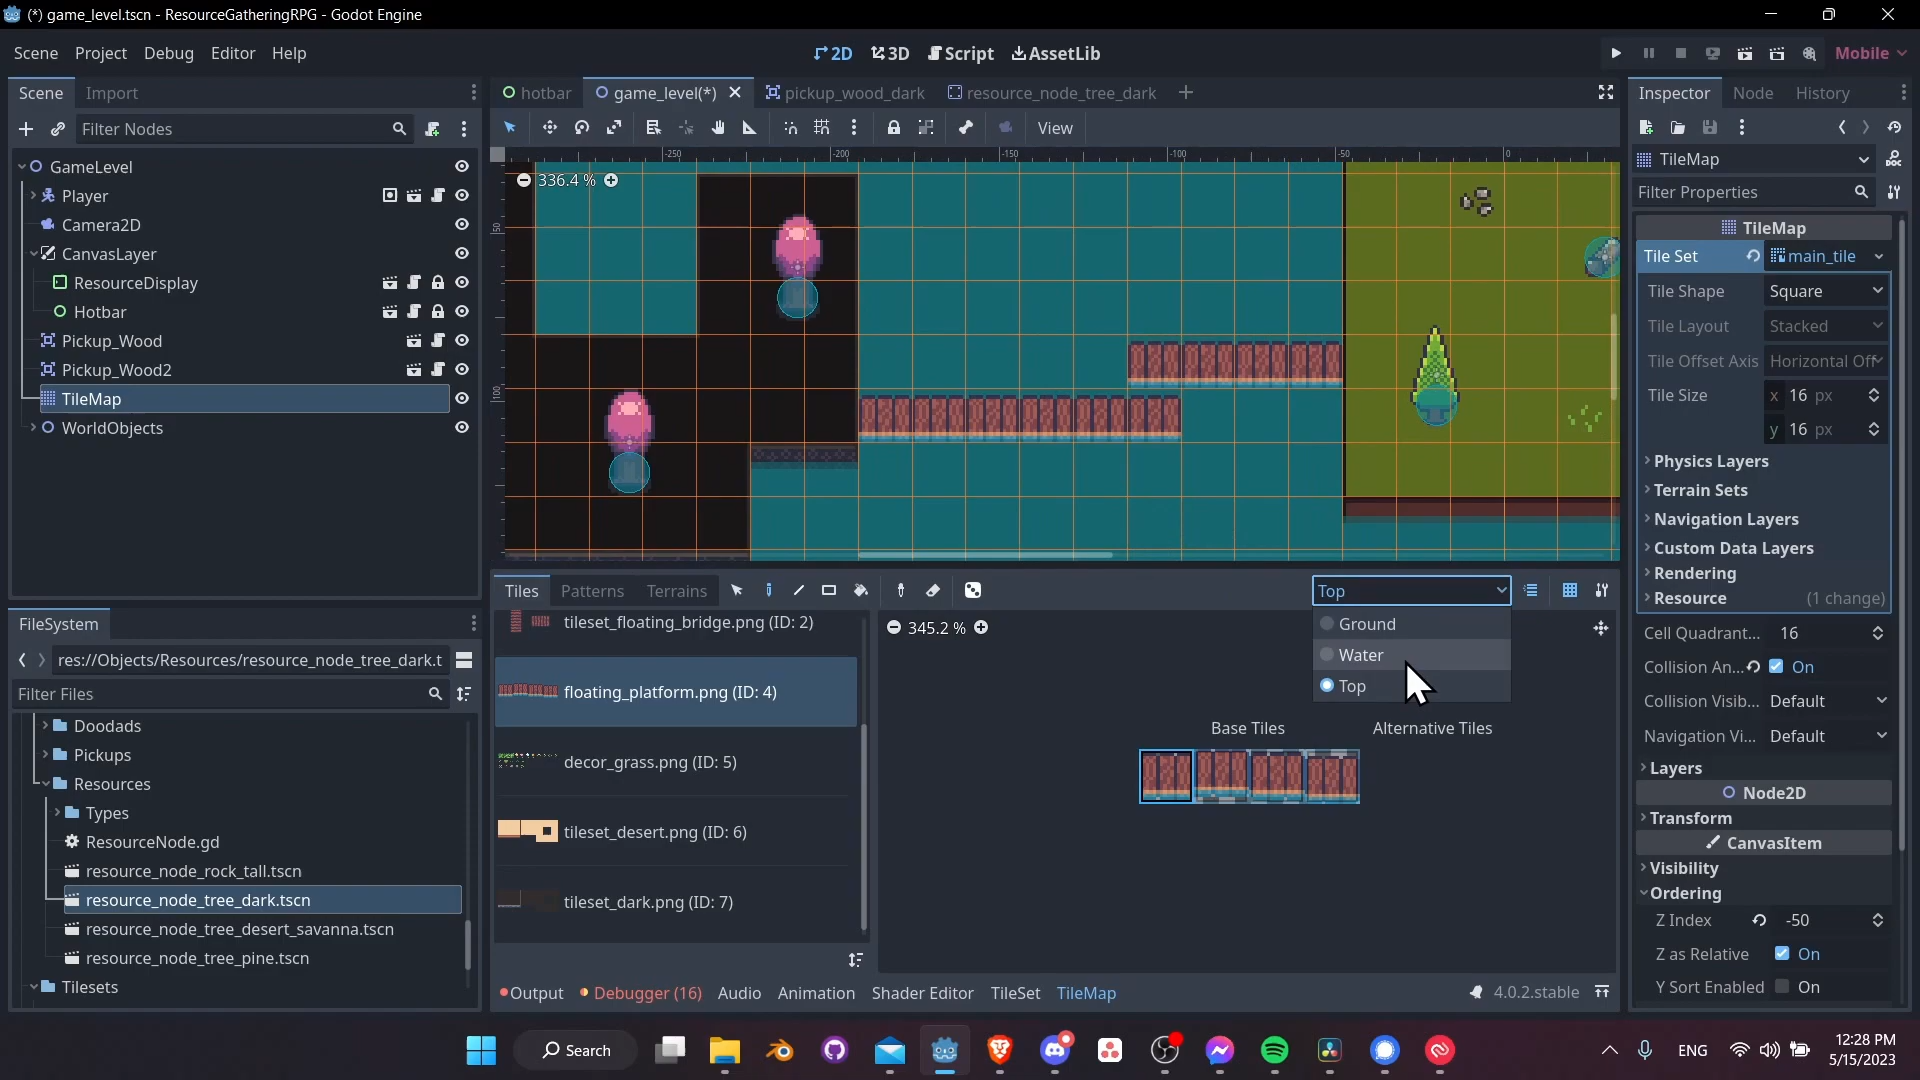 (*) game_level.tscn - ResourceGatheringRPG - Godot Engine
Scene Project Debug Editor Help
2D 3D Script AssetLib
Mobile
Scene Import
Filter Nodes
GameLevel
Player
Camera2D
CanvasLayer
ResourceDisplay
Hotbar
Pickup_Wood
Pickup_Wood2
TileMap
WorldObjects
FileSystem
res://Objects/Resources/resource_node_tree_dark.t
Filter Files
Doodads
Pickups
Resources
Types
ResourceNode.gd
resource_node_rock_tall.tscn
resource_node_tree_dark.tscn
resource_node_tree_desert_savanna.tscn
resource_node_tree_pine.tscn
Tilesets
hotbar game_level(*) pickup_wood_dark resource_node_tree_dark
View
-250 -200 -150 -100 -50 0
50
100
336.4 %
Tiles Patterns Terrains
Top
Ground
Water
Top
tileset_floating_bridge.png (ID: 2)
floating_platform.png (ID: 4)
decor_grass.png (ID: 5)
tileset_desert.png (ID: 6)
tileset_dark.png (ID: 7)
345.2 %
Base Tiles Alternative Tiles
Output Debugger (16) Audio Animation Shader Editor TileSet TileMap
4.0.2.stable
Inspector Node History
TileMap
Filter Properties
TileMap
Tile Set main_tile
Tile Shape Square
Tile Layout Stacked
Tile Offset Axis Horizontal Off
Tile Size x 16 px
y 16 px
Physics Layers
Terrain Sets
Navigation Layers
Custom Data Layers
Rendering
Resource (1 change)
Cell Quadrant... 16
Collision An... On
Collision Visib... Default
Navigation Vi... Default
Layers
Node2D
Transform
CanvasItem
Visibility
Ordering
Z Index -50
Z as Relative On
Y Sort Enabled On
Search
ENG
12:28 PM
5/15/2023